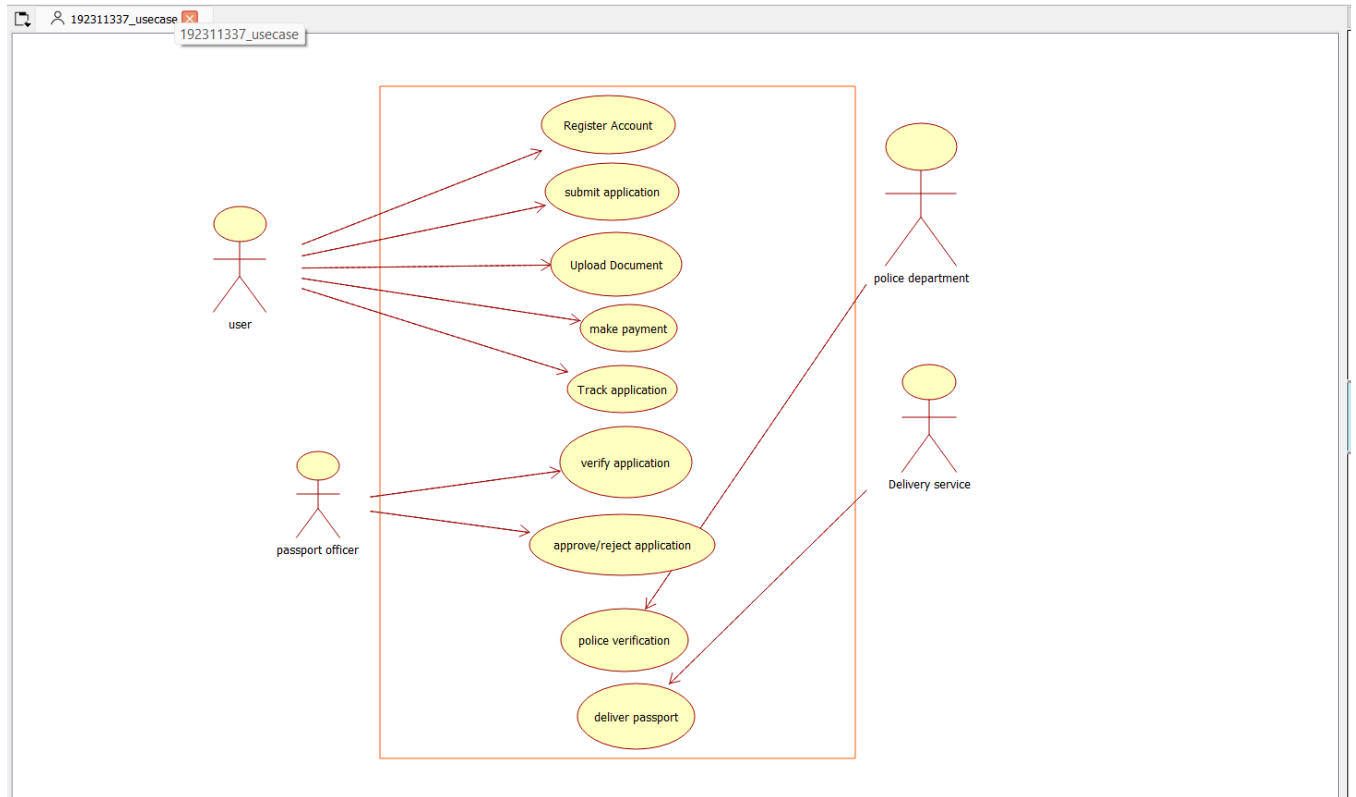 192311337_usecase
192311337_usecase
Register Account
submit application
Upload Document
make payment
Track application
verify application
approve/reject application
police verification
deliver passport
user
passport officer
police department
Delivery service